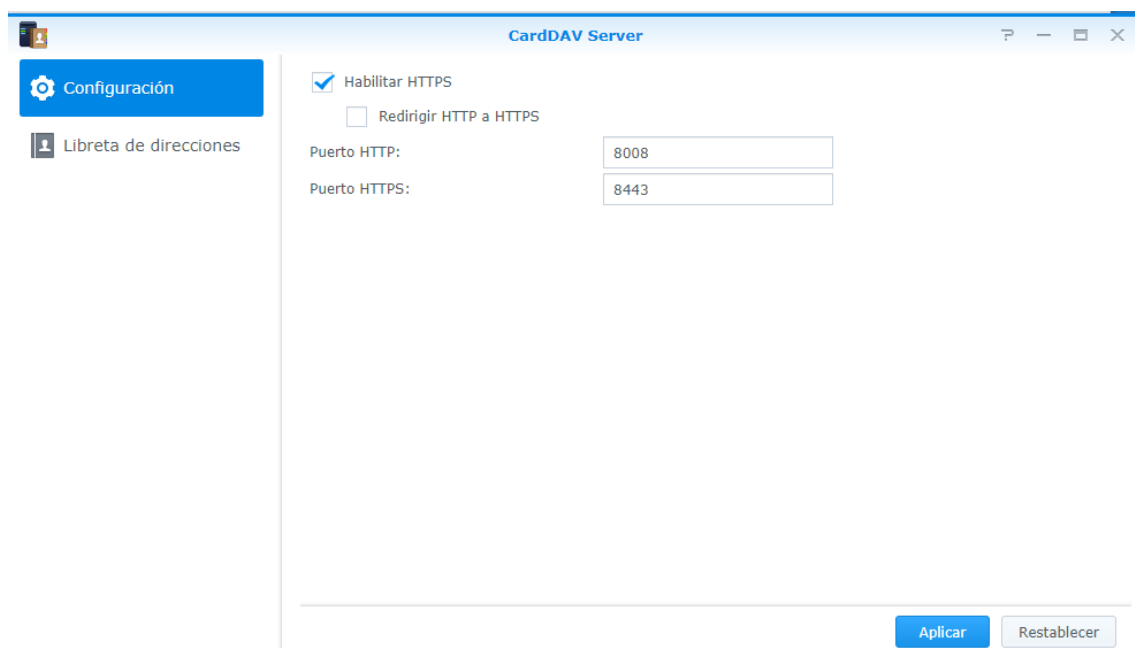 CardDAV Server
Configuración
Libreta de direcciones
Habilitar HTTPS
Redirigir HTTP a HTTPS
Puerto HTTP: 8008
Puerto HTTPS: 8443
Aplicar Restablecer